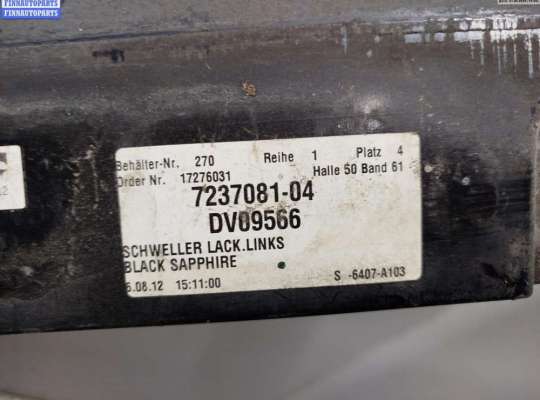 FINNAUTOPARTS
FINNAUTOPARTS
Behälter-Nr. 270 Reihe 1 Platz 4
Order Nr. 17276031 Halle 50 Band 61
7237081-04
DV09566
SCHWELLER LACK.LINKS
BLACK SAPPHIRE
6.08.12 15:11:00 S -6407-A103